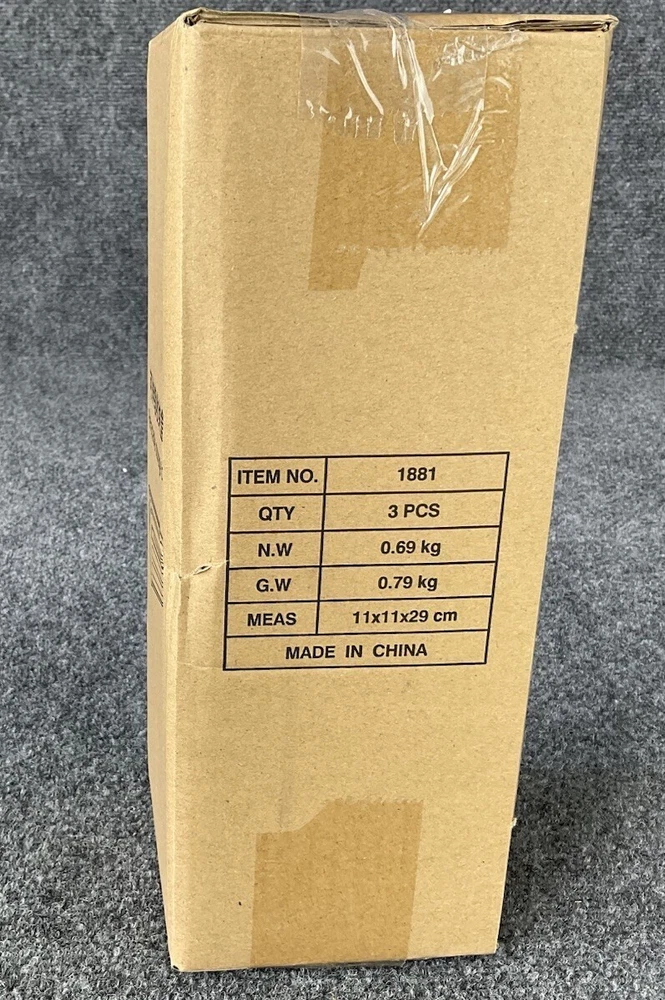 ITEM NO. 1881
QTY 3 PCS
N.W 0.69 kg
G.W 0.79 kg
MEAS 11x11x29 cm
MADE IN CHINA